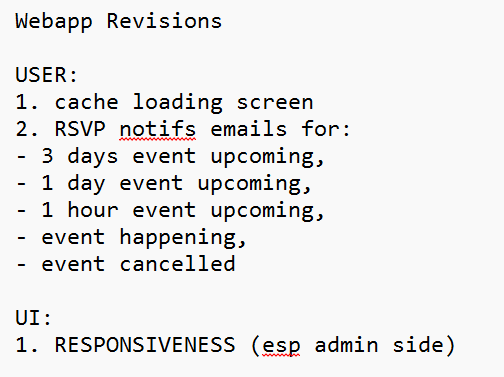 Webapp Revisions
USER:
1. cache loading screen
2. RSVP notifs emails for:
- 3 days event upcoming,
- 1 day event upcoming,
- 1 hour event upcoming,
- event happening,
- event cancelled
UI:
1. RESPONSIVENESS (esp admin side)